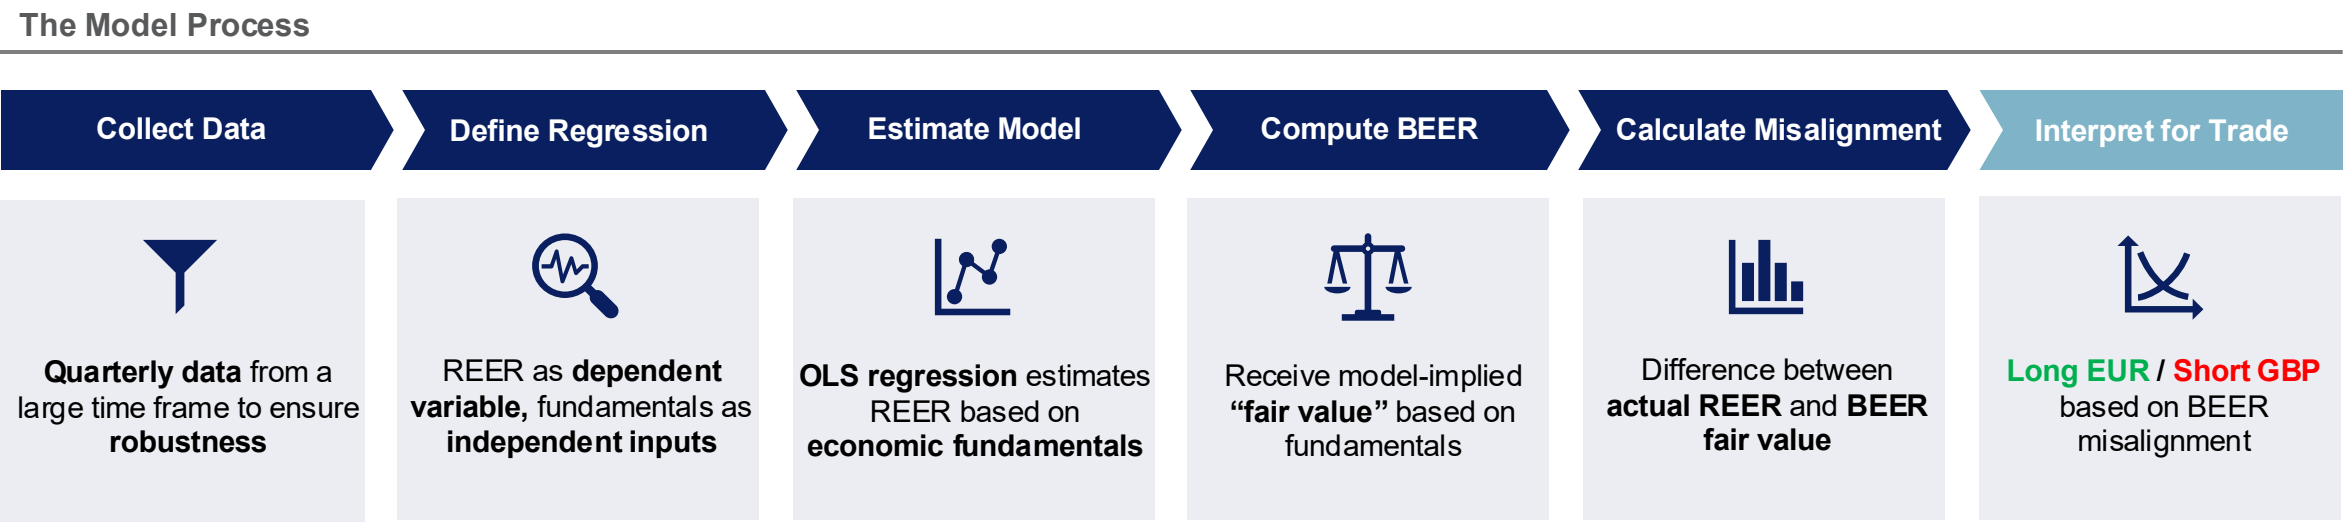 The Model Process
Collect Data
Define Regression
Estimate Model
Compute BEER
Calculate Misalignment
Interpret for Trade
Quarterly data from a
large time frame to ensure
robustness
REER as dependent
variable, fundamentals as
independent inputs
OLS regression estimates
REER based on
economic fundamentals
Receive model-implied
“fair value” based on
fundamentals
Difference between
actual REER and BEER
fair value
Long EUR / Short GBP
based on BEER
misalignment